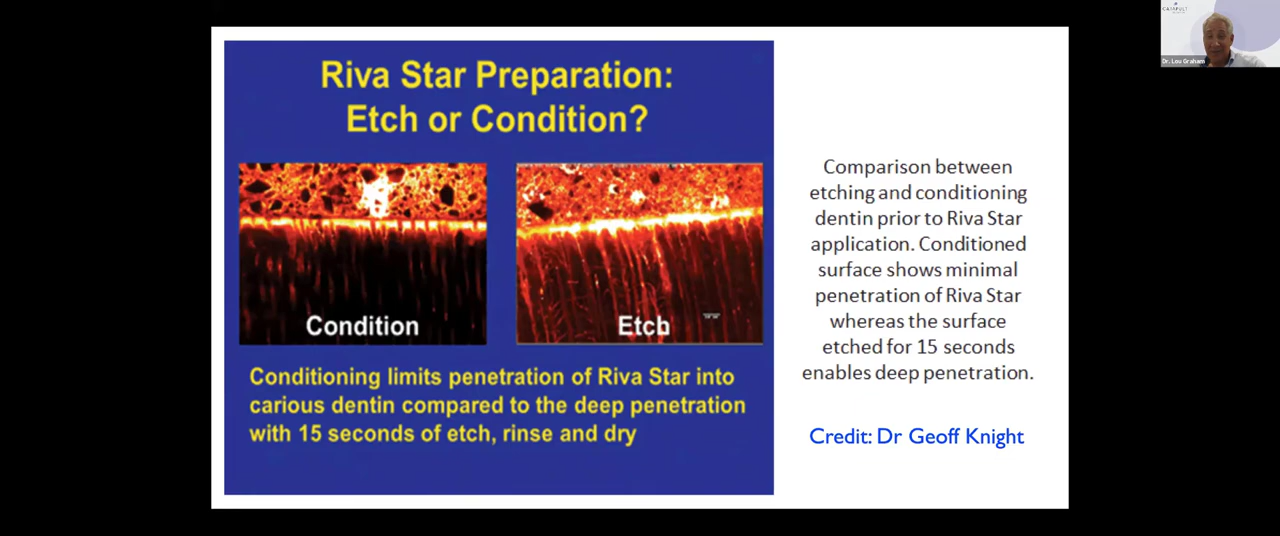 Riva Star Preparation:
Etch or Condition?
Condition
Etch
Conditioning limits penetration of Riva Star into
carious dentin compared to the deep penetration
with 15 seconds of etch, rinse and dry
Comparison between
etching and conditioning
dentin prior to Riva Star
application. Conditioned
surface shows minimal
penetration of Riva Star
whereas the surface
etched for 15 seconds
enables deep penetration.
Credit: Dr Geoff Knight
CATAPULT
Dr. Lou Graham